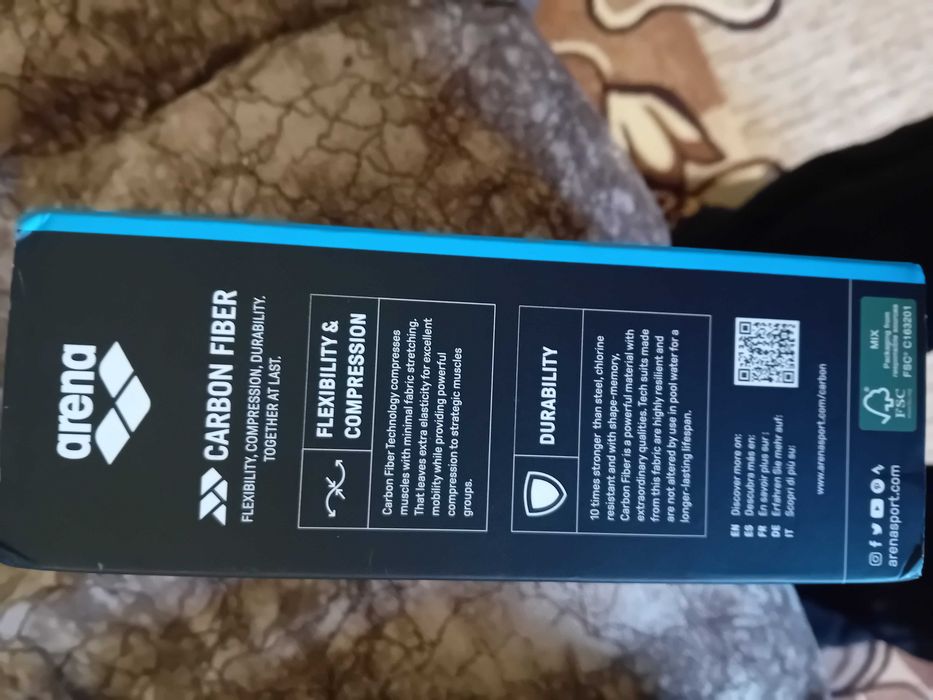 arena
CARBON FIBER
FLEXIBILITY, COMPRESSION, DURABILITY.
TOGETHER AT LAST.
FLEXIBILITY &
COMPRESSION
Carbon Fiber Technology compresses
muscles with minimal fabric stretching.
That leaves extra elasticity for excellent
mobility while providing powerful
compression to strategic muscles
groups.
DURABILITY
10 times stronger than steel, chlorine
resistant and with shape-memory,
Carbon Fiber is a powerful material with
extraordinary qualities. Tech suits made
from this fabric are highly resilient and
are not altered by use in pool water for a
longer-lasting lifespan.
EN Discover more on:
ES Descubra más en:
FR En savoir plus sur :
DE Erfahren Sie mehr auf:
IT Scopri di più su:
www.arenasport.com/carbon
arenasport.com
FSC
MIX
Packaging from
responsible sources
FSC® C163201